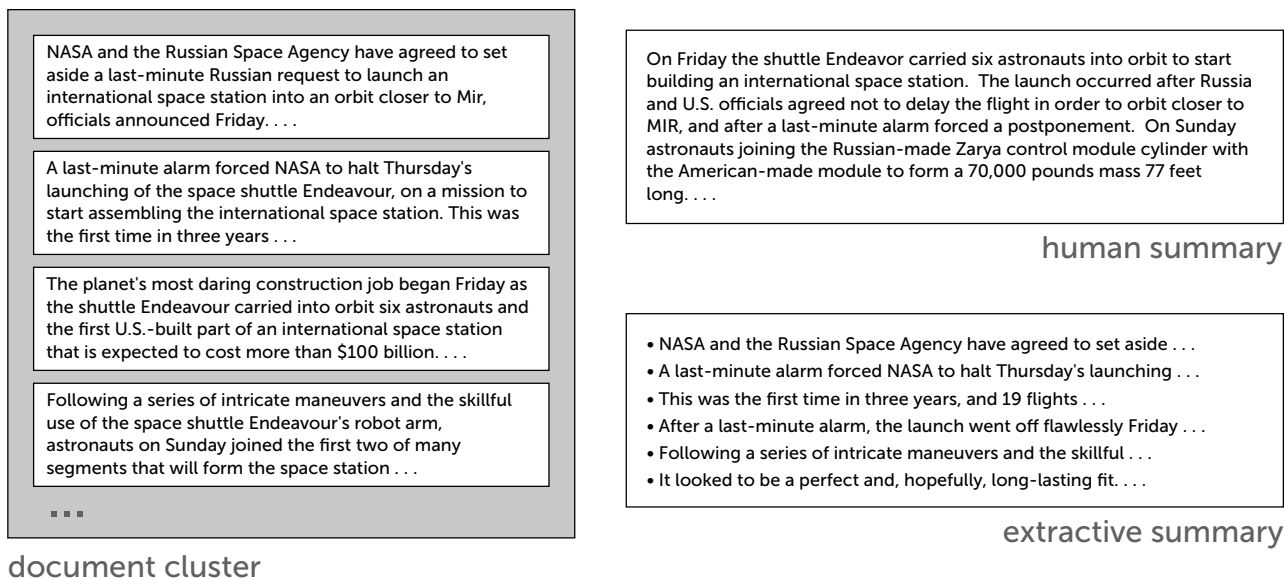 NASA and the Russian Space Agency have agreed to set
aside a last-minute Russian request to launch an
international space station into an orbit closer to Mir,
officials announced Friday. . . .
A last-minute alarm forced NASA to halt Thursday's
launching of the space shuttle Endeavour, on a mission to
start assembling the international space station. This was
the first time in three years . . .
The planet's most daring construction job began Friday as
the shuttle Endeavour carried into orbit six astronauts and
the first U.S.-built part of an international space station
that is expected to cost more than $100 billion. . . .
Following a series of intricate maneuvers and the skillful
use of the space shuttle Endeavour's robot arm,
astronauts on Sunday joined the first two of many
segments that will form the space station . . .
...
document cluster
On Friday the shuttle Endeavor carried six astronauts into orbit to start
building an international space station.  The launch occurred after Russia
and U.S. officials agreed not to delay the flight in order to orbit closer to
MIR, and after a last-minute alarm forced a postponement.  On Sunday
astronauts joining the Russian-made Zarya control module cylinder with
the American-made module to form a 70,000 pounds mass 77 feet
long. . . .
human summary
• NASA and the Russian Space Agency have agreed to set aside . . .
• A last-minute alarm forced NASA to halt Thursday's launching . . .
• This was the first time in three years, and 19 flights . . .
• After a last-minute alarm, the launch went off flawlessly Friday . . .
• Following a series of intricate maneuvers and the skillful . . .
• It looked to be a perfect and, hopefully, long-lasting fit. . . .
extractive summary